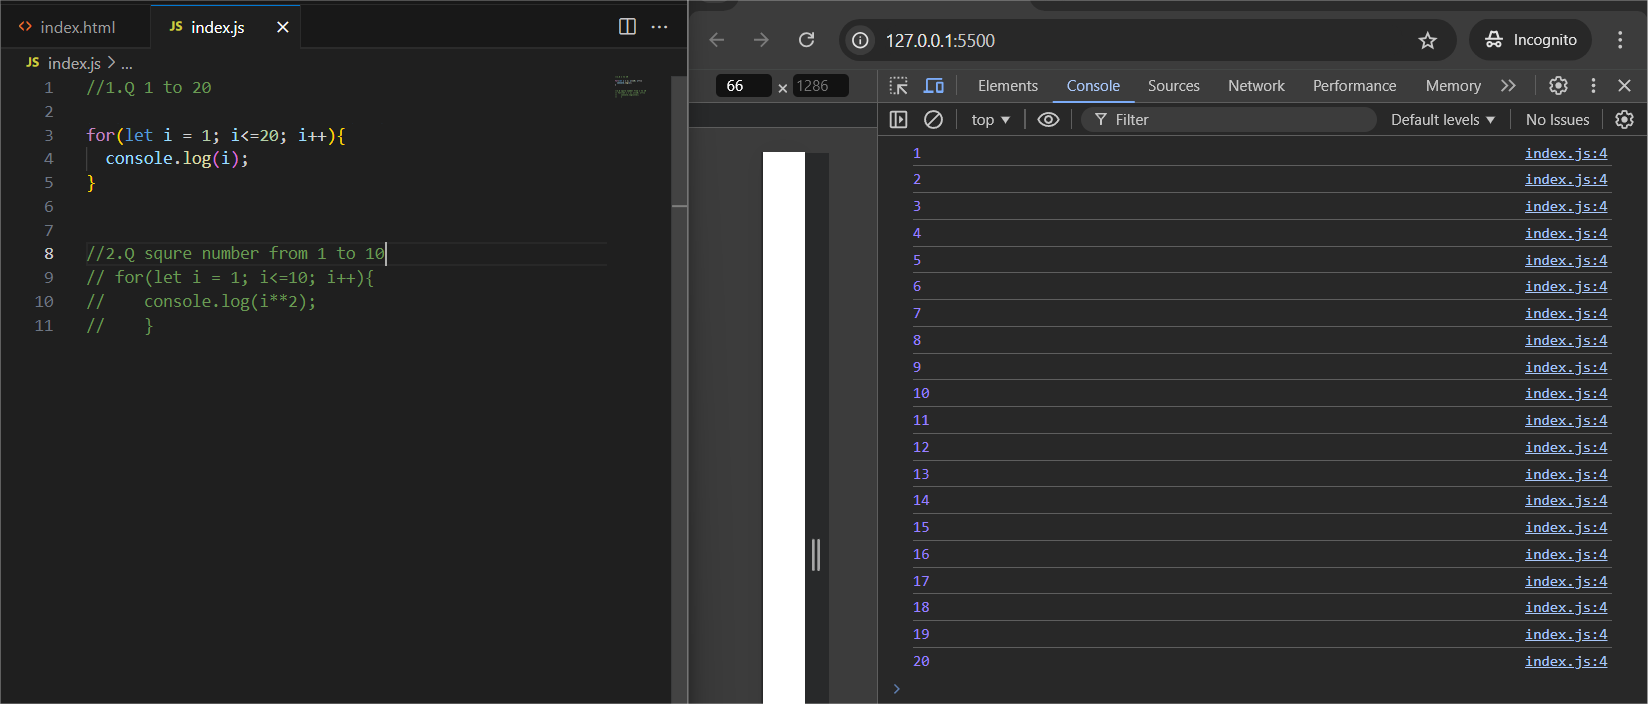 index.html
JS index.js
JS index.js > ...
1 //1.Q 1 to 20
2
3 for(let i = 1; i<=20; i++){
4 console.log(i);
5 }
6
7
8 //2.Q squre number from 1 to 10
9 // for(let i = 1; i<=10; i++){
10 // console.log(i**2);
11 // }
127.0.0.1:5500
Incognito
66 × 1286
Elements Console Sources Network Performance Memory
top Filter Default levels No Issues
1 index.js:4
2 index.js:4
3 index.js:4
4 index.js:4
5 index.js:4
6 index.js:4
7 index.js:4
8 index.js:4
9 index.js:4
10 index.js:4
11 index.js:4
12 index.js:4
13 index.js:4
14 index.js:4
15 index.js:4
16 index.js:4
17 index.js:4
18 index.js:4
19 index.js:4
20 index.js:4